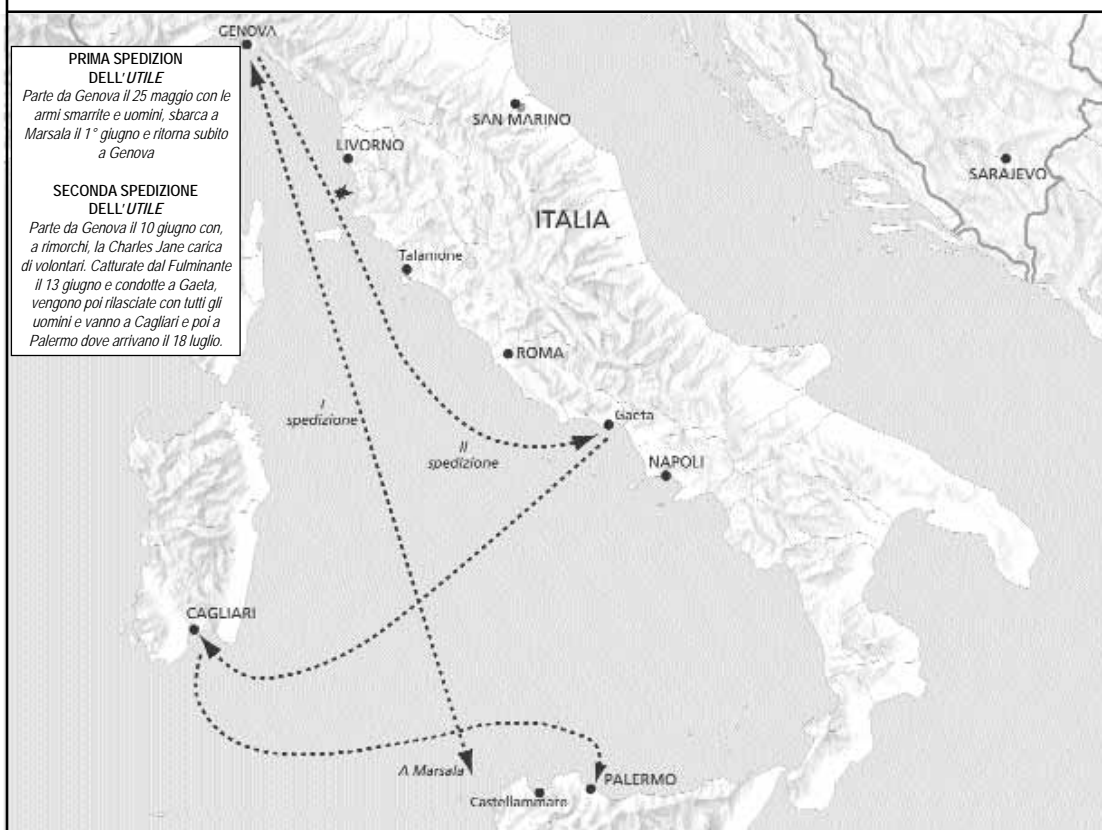 GENOVA
PRIMA SPEDIZION
DELL'UTILE
Parte da Genova il 25 maggio con le
armi smarrite e uomini, sbarca a
Marsala il 1° giugno e ritorna subito
a Genova
SECONDA SPEDIZIONE
DELL'UTILE
Parte da Genova il 10 giugno con,
a rimorchi, la Charles Jane carica
di volontari. Catturate dal Fulminante
il 13 giugno e condotte a Gaeta,
vengono poi rilasciate con tutti gli
uomini e vanno a Cagliari e poi a
Palermo dove arrivano il 18 luglio.
SAN MARINO
LIVORNO
SARAJEVO
ITALIA
Talamone
ROMA
I
spedizione
Gaeta
II
spedizione
NAPOLI
CAGLIARI
A Marsala
PALERMO
Castellammare